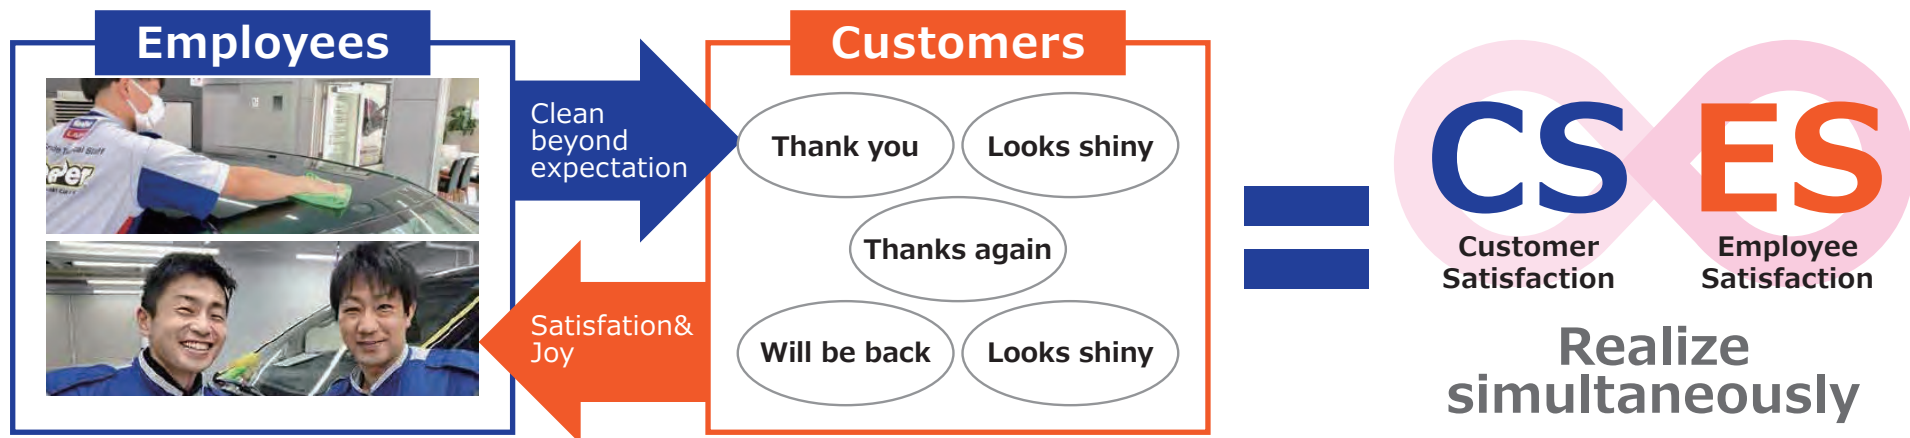 Employees
Clean
beyond
expectation
Satisfation&
Joy
Customers
Thank you
Looks shiny
Thanks again
Will be back
Looks shiny
CS
Customer
Satisfaction
ES
Employee
Satisfaction
Realize
simultaneously